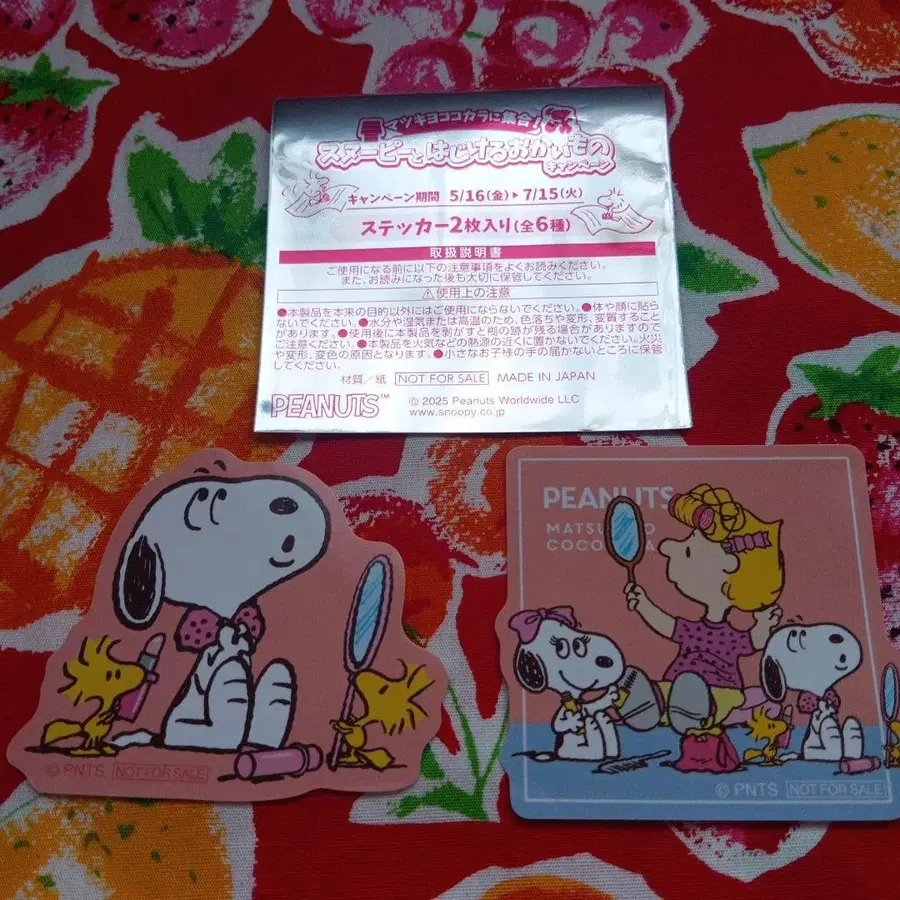 マツキヨココカラに集合!
スヌーピーとはじけるおかいもの
キャンペーン
キャンペーン期間 5/16(金)▶7/15(火)
ステッカー2枚入り(全6種)
取扱説明書
ご使用になる前に以下の注意事項をよくお読みください。
また、お読みになった後も大切に保管してください。
⚠使用上の注意
●本製品を本来の目的以外にはご使用にならないでください。●体や顔に貼ら
ないでください。●水分や湿気または高温のため、色落ちや変形、変質すること
があります。●使用後に本製品を剥がすと糊の跡が残る場合がありますので
ご注意ください。●本製品を火気などの熱源の近くに置かないでください。火災
や変形、変色の原因となります。●小さなお子様の手の届かないところに保管
してください。
材質/紙 NOT FOR SALE MADE IN JAPAN
PEANUTS™ © 2025 Peanuts Worldwide LLC
www.snoopy.co.jp
© PNTS NOT FOR SALE
PEANUTS
© PNTS NOT FOR SALE